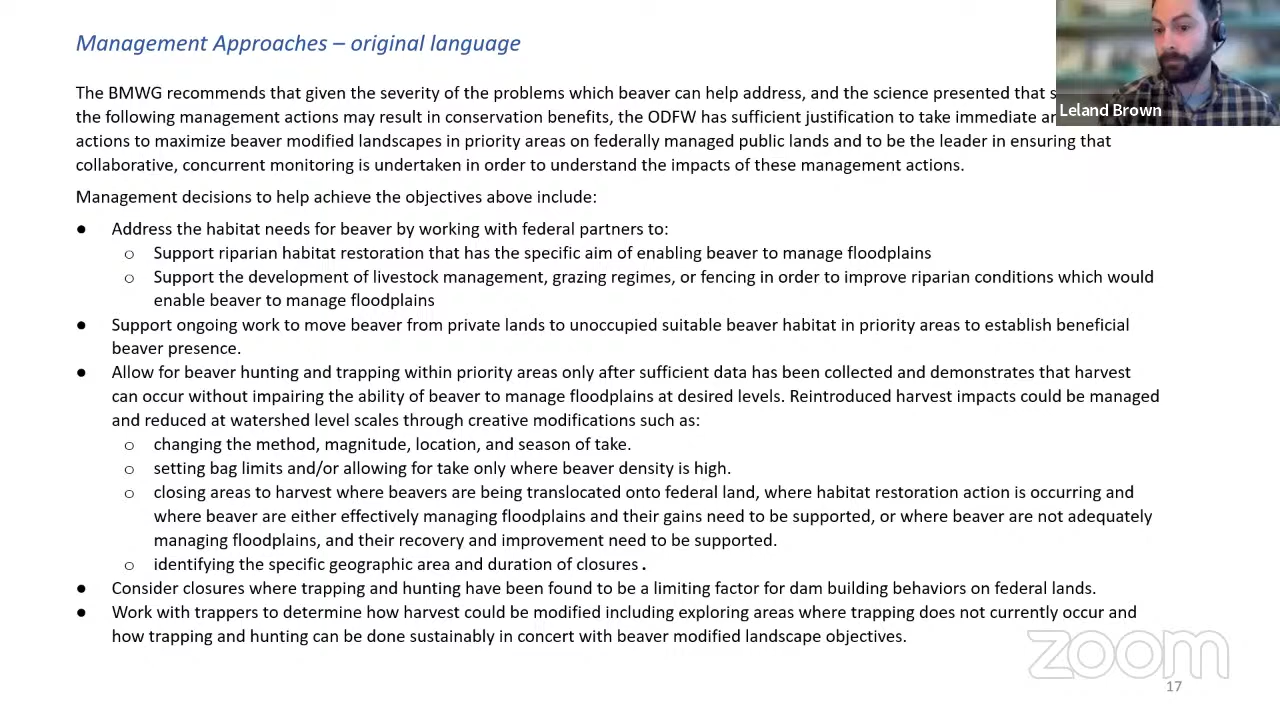 Management Approaches – original language
The BMWG recommends that given the severity of the problems which beaver can help address, and the science presented that
the following management actions may result in conservation benefits, the ODFW has sufficient justification to take immediate
actions to maximize beaver modified landscapes in priority areas on federally managed public lands and to be the leader in ensuring that
collaborative, concurrent monitoring is undertaken in order to understand the impacts of these management actions.
Management decisions to help achieve the objectives above include:
● Address the habitat needs for beaver by working with federal partners to:
o Support riparian habitat restoration that has the specific aim of enabling beaver to manage floodplains
o Support the development of livestock management, grazing regimes, or fencing in order to improve riparian conditions which would
enable beaver to manage floodplains
● Support ongoing work to move beaver from private lands to unoccupied suitable beaver habitat in priority areas to establish beneficial
beaver presence.
● Allow for beaver hunting and trapping within priority areas only after sufficient data has been collected and demonstrates that harvest
can occur without impairing the ability of beaver to manage floodplains at desired levels. Reintroduced harvest impacts could be managed
and reduced at watershed level scales through creative modifications such as:
o changing the method, magnitude, location, and season of take.
o setting bag limits and/or allowing for take only where beaver density is high.
o closing areas to harvest where beavers are being translocated onto federal land, where habitat restoration action is occurring and
where beaver are either effectively managing floodplains and their gains need to be supported, or where beaver are not adequately
managing floodplains, and their recovery and improvement need to be supported.
o identifying the specific geographic area and duration of closures.
● Consider closures where trapping and hunting have been found to be a limiting factor for dam building behaviors on federal lands.
● Work with trappers to determine how harvest could be modified including exploring areas where trapping does not currently occur and
how trapping and hunting can be done sustainably in concert with beaver modified landscape objectives.
Leland Brown
zoom
17